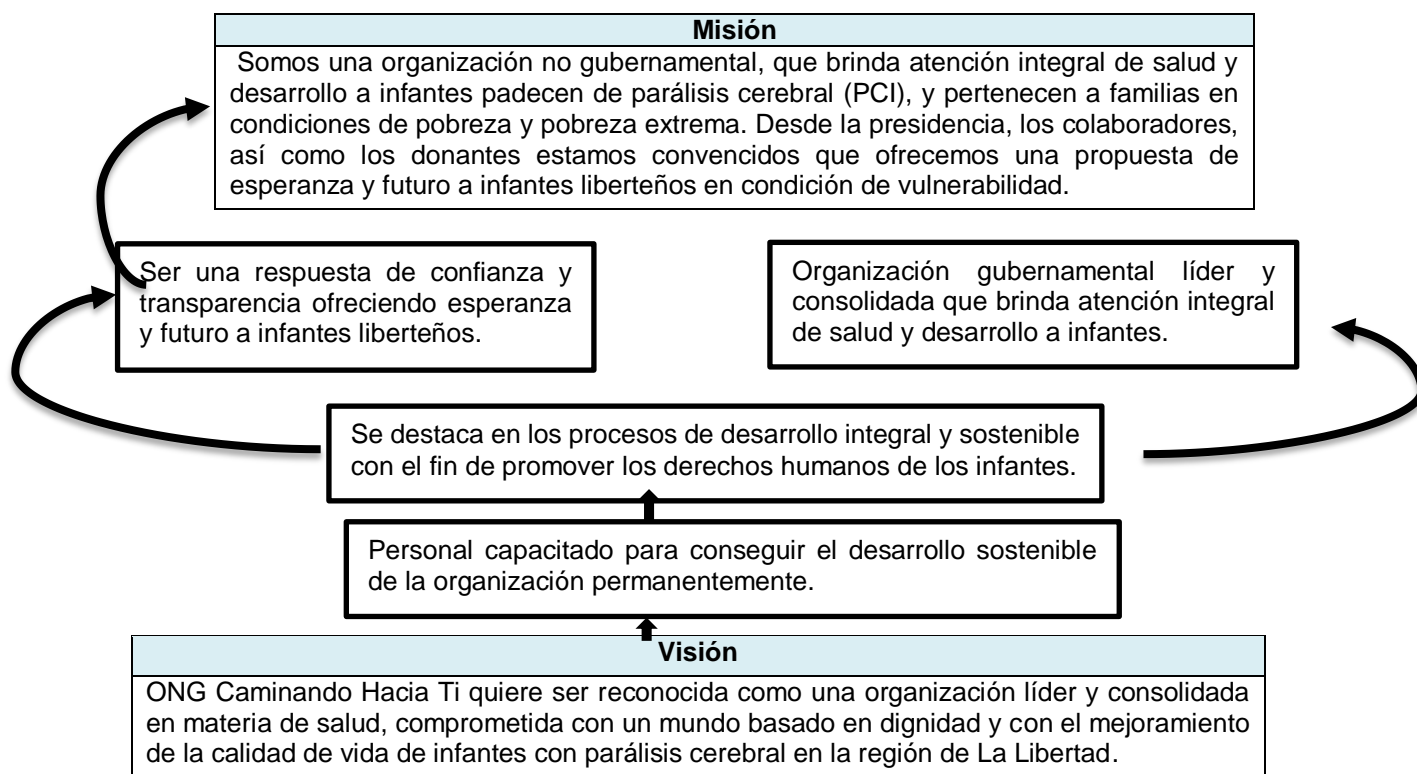 Misión
Somos una organización no gubernamental, que brinda atención integral de salud y
desarrollo a infantes padecen de parálisis cerebral (PCI), y pertenecen a familias en
condiciones de pobreza y pobreza extrema. Desde la presidencia, los colaboradores,
así como los donantes estamos convencidos que ofrecemos una propuesta de
esperanza y futuro a infantes liberteños en condición de vulnerabilidad.
Ser una respuesta de confianza y
transparencia ofreciendo esperanza
y futuro a infantes liberteños.
Organización gubernamental líder y
consolidada que brinda atención integral
de salud y desarrollo a infantes.
Se destaca en los procesos de desarrollo integral y sostenible
con el fin de promover los derechos humanos de los infantes.
Personal capacitado para conseguir el desarrollo sostenible
de la organización permanentemente.
Visión
ONG Caminando Hacia Ti quiere ser reconocida como una organización líder y consolidada
en materia de salud, comprometida con un mundo basado en dignidad y con el mejoramiento
de la calidad de vida de infantes con parálisis cerebral en la región de La Libertad.